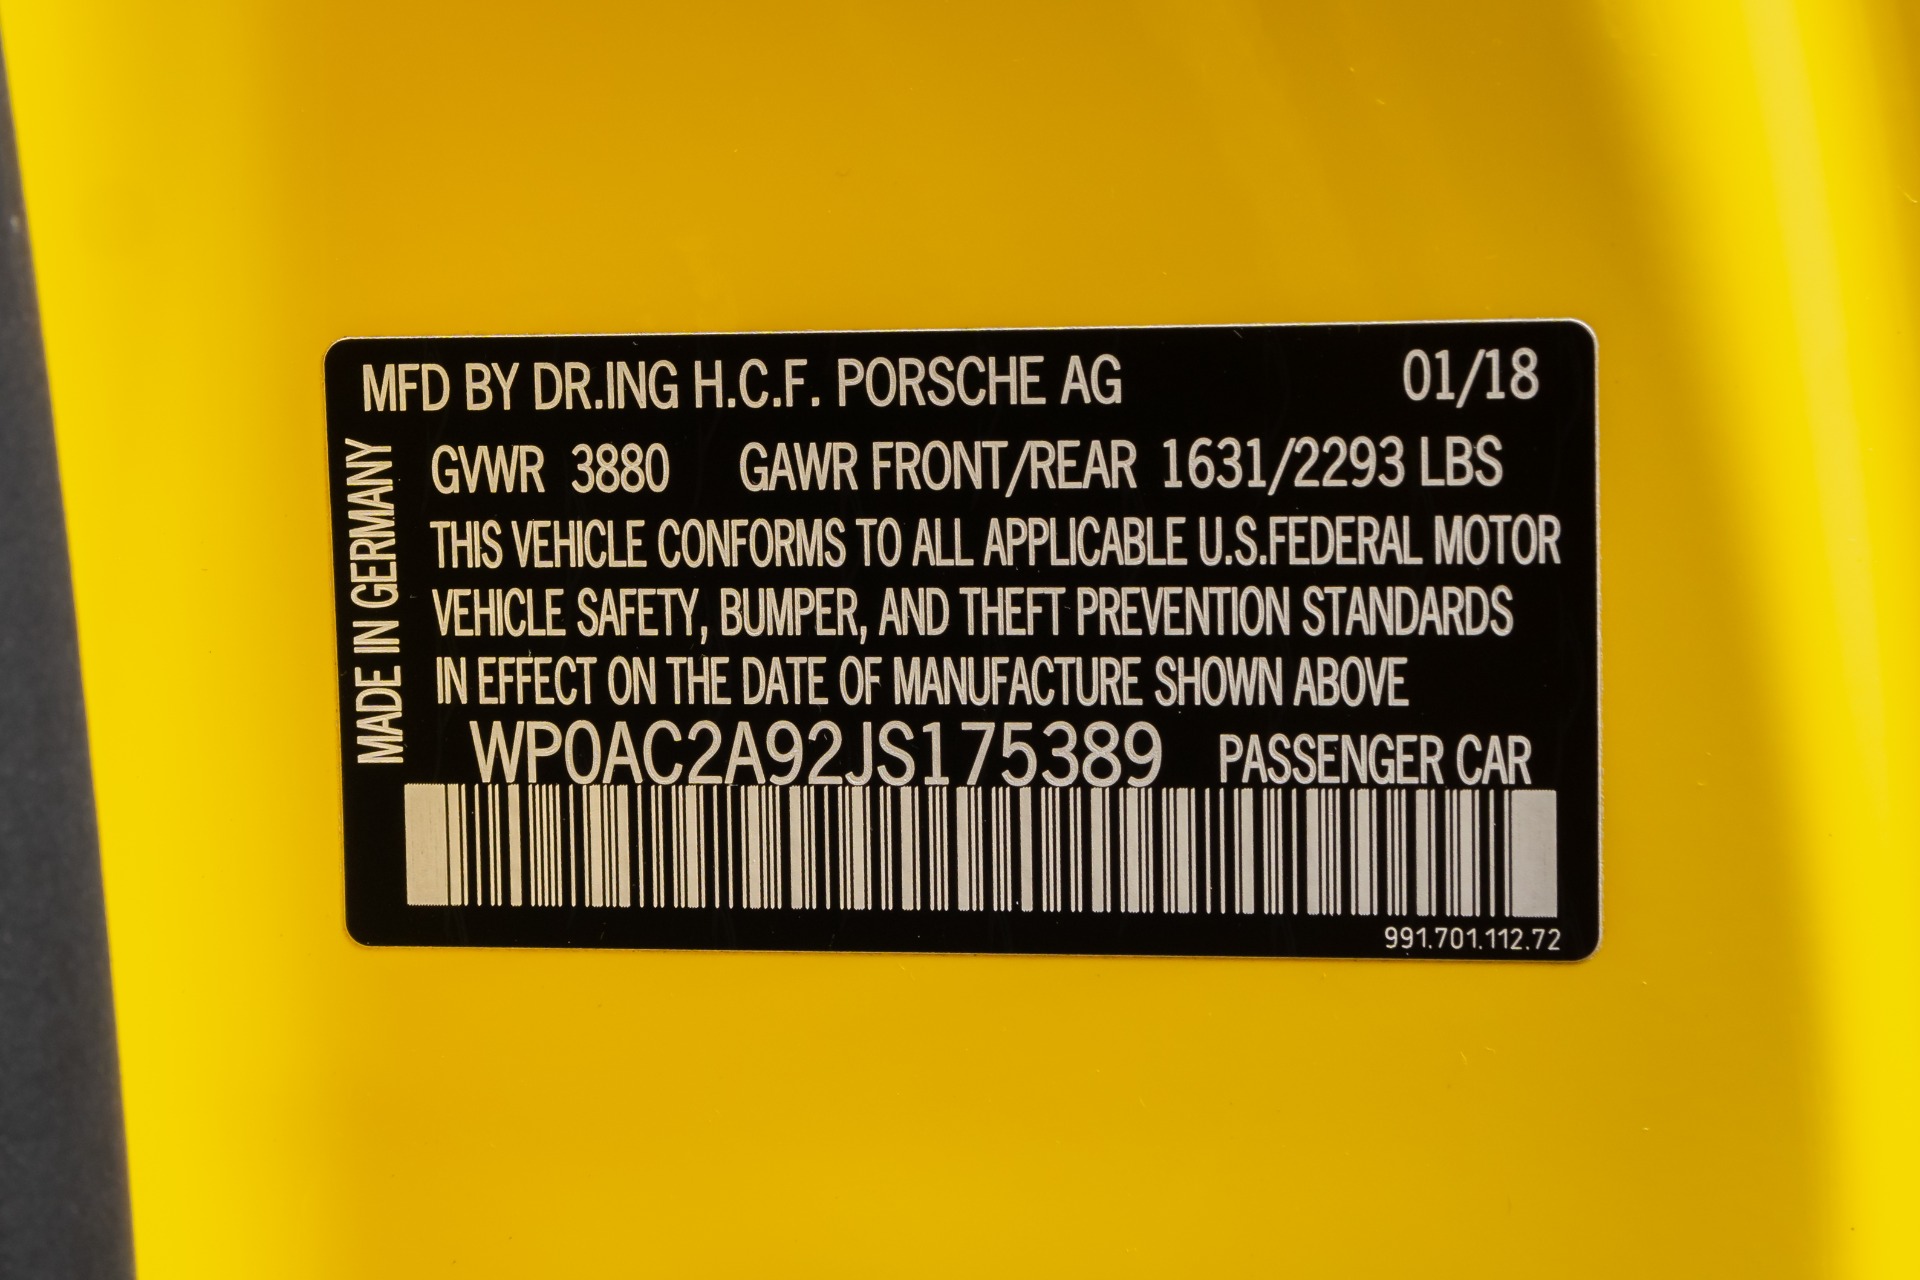 MFD BY DR.ING H.C.F. PORSCHE AG 01/18
GVWR 3880 GAWR FRONT/REAR 1631/2293 LBS
THIS VEHICLE CONFORMS TO ALL APPLICABLE U.S.FEDERAL MOTOR
VEHICLE SAFETY, BUMPER, AND THEFT PREVENTION STANDARDS
IN EFFECT ON THE DATE OF MANUFACTURE SHOWN ABOVE
WP0AC2A92JS175389 PASSENGER CAR
991.701.112.72
MADE IN GERMANY